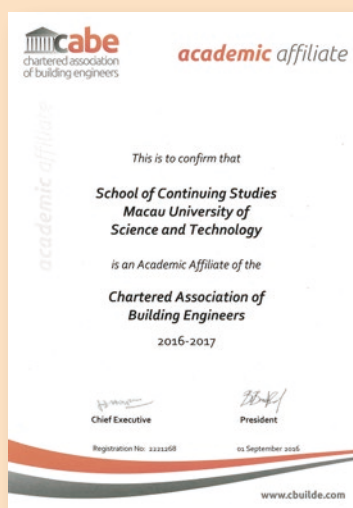 cabe
chartered association
of building engineers
academic affiliate
academic affiliate
This is to confirm that
School of Continuing Studies
Macau University of
Science and Technology
is an Academic Affiliate of the
Chartered Association of
Building Engineers
2016-2017
Chief Executive
President
Registration No: 2221268
01 September 2016
www.cbuilde.com